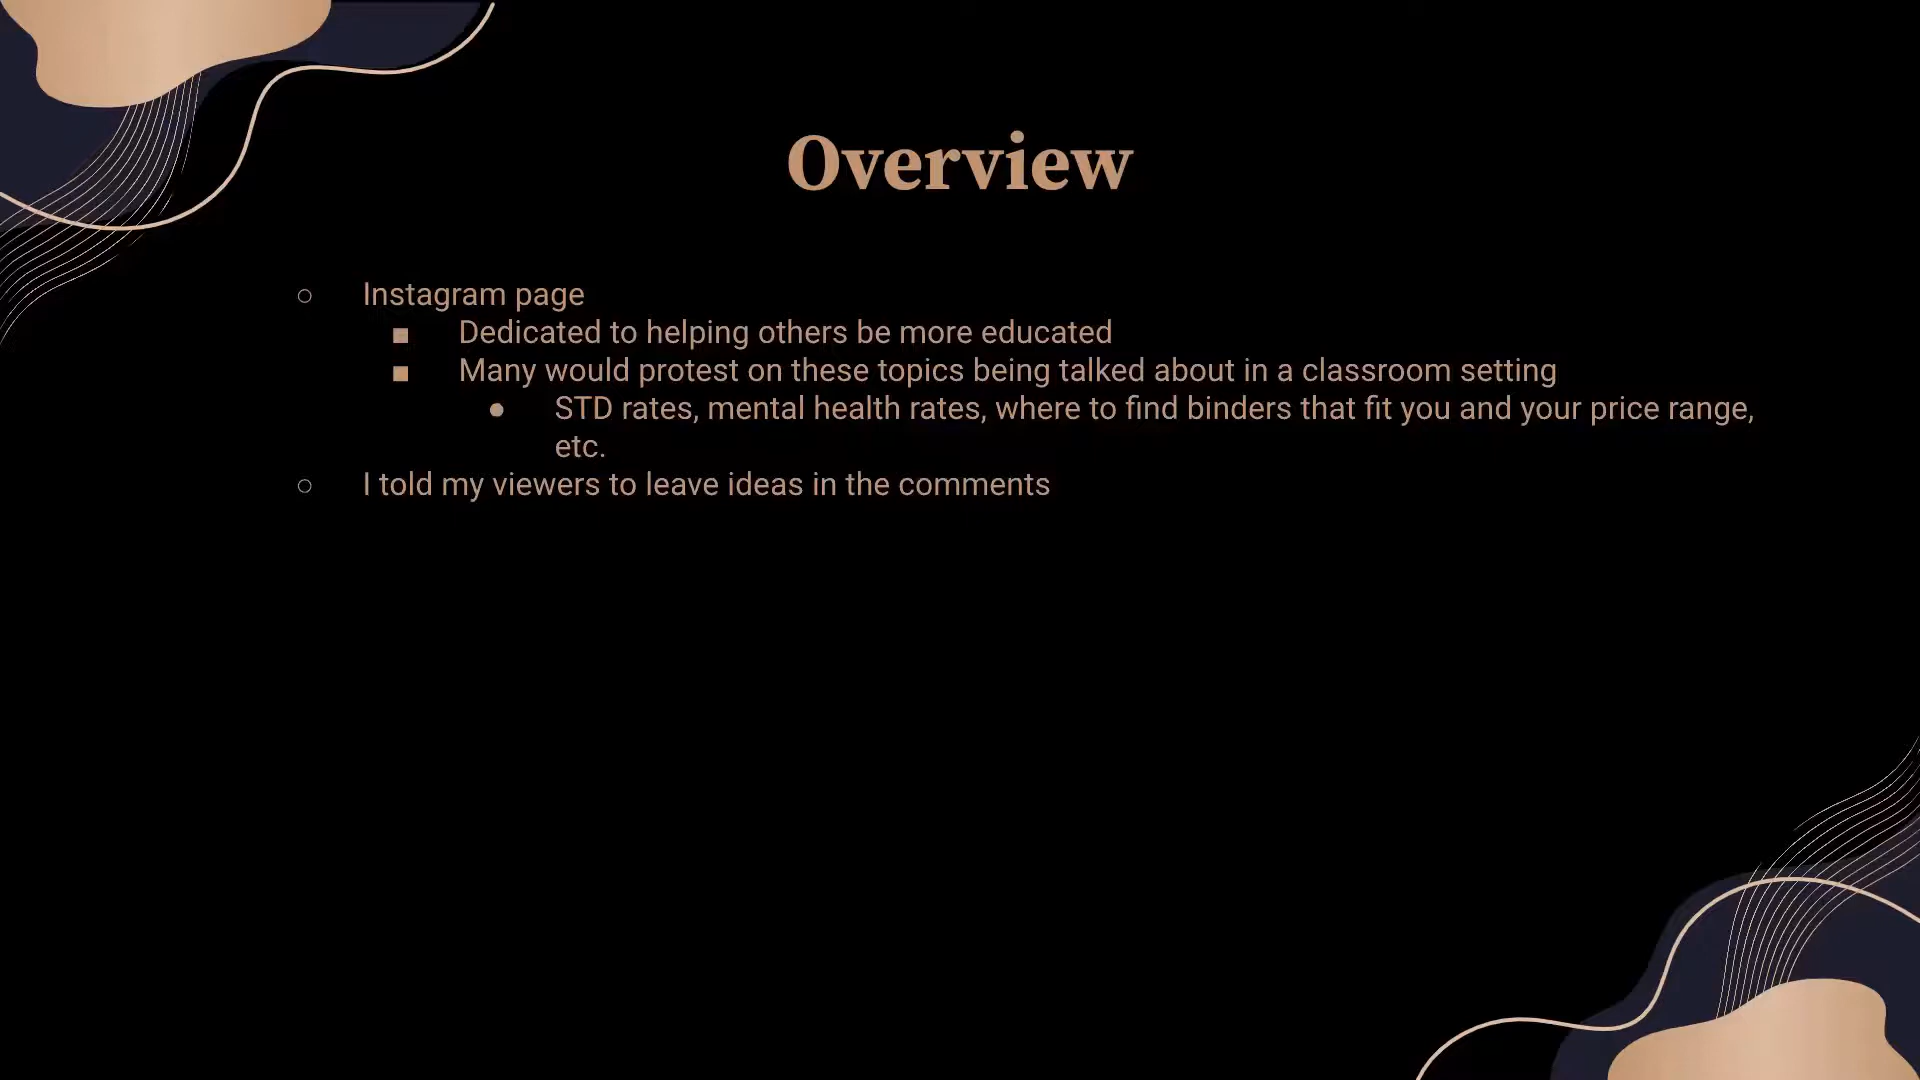 Overview
○ Instagram page
■ Dedicated to helping others be more educated
■ Many would protest on these topics being talked about in a classroom setting
● STD rates, mental health rates, where to find binders that fit you and your price range,
etc.
○ I told my viewers to leave ideas in the comments